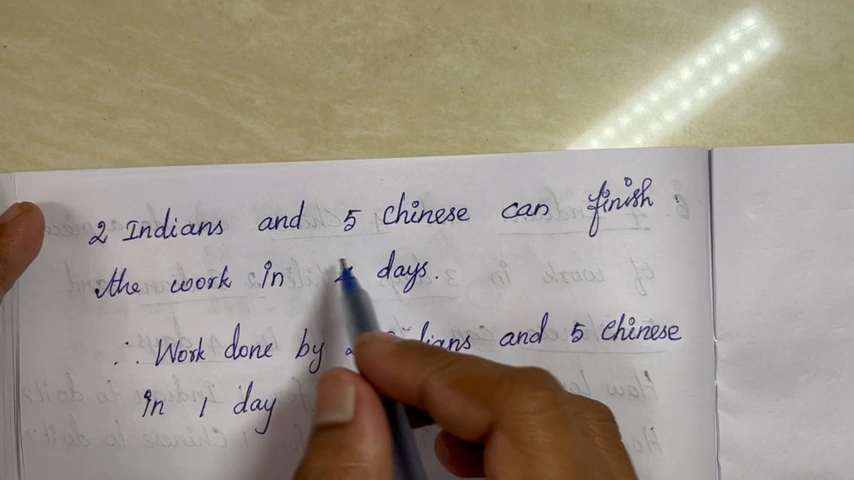 2 Indians and 5 Chinese can finish
the work in days.
∴ Work done by and 5 Chinese
in 1 day